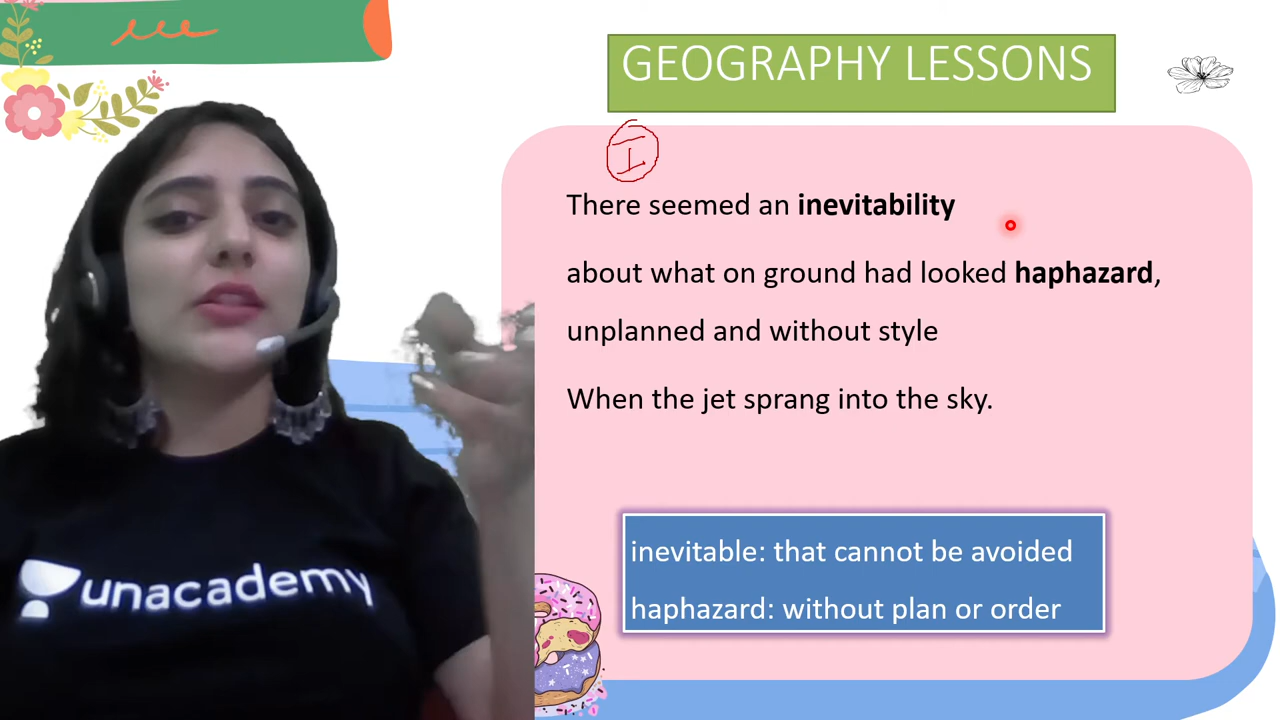 GEOGRAPHY LESSONS
I
There seemed an inevitability
about what on ground had looked haphazard,
unplanned and without style
When the jet sprang into the sky.
inevitable: that cannot be avoided
haphazard: without plan or order
unacademy